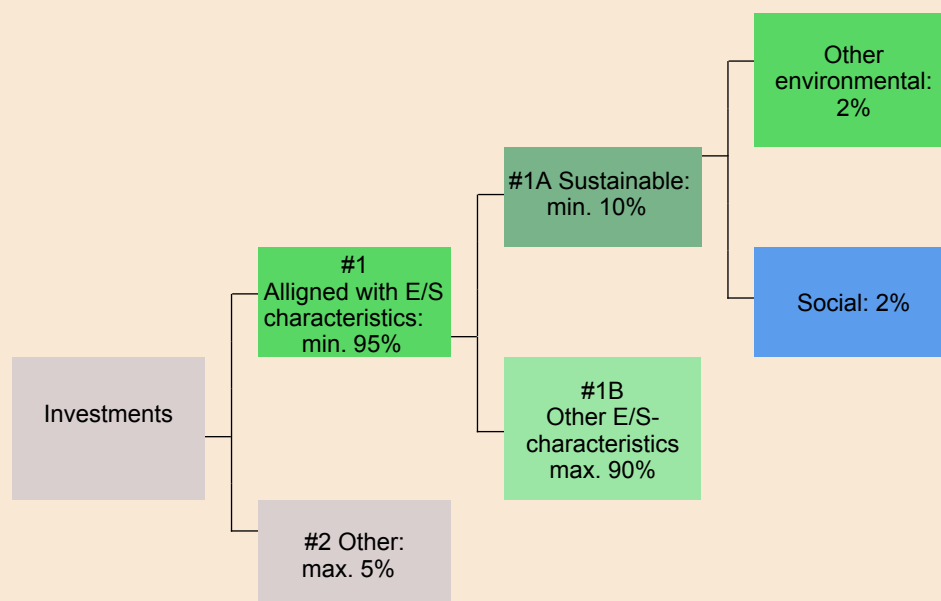 Investments
#1
Alligned with E/S
characteristics:
min. 95%
#2 Other:
max. 5%
#1A Sustainable:
min. 10%
#1B
Other E/S-
characteristics
max. 90%
Other
environmental:
2%
Social: 2%